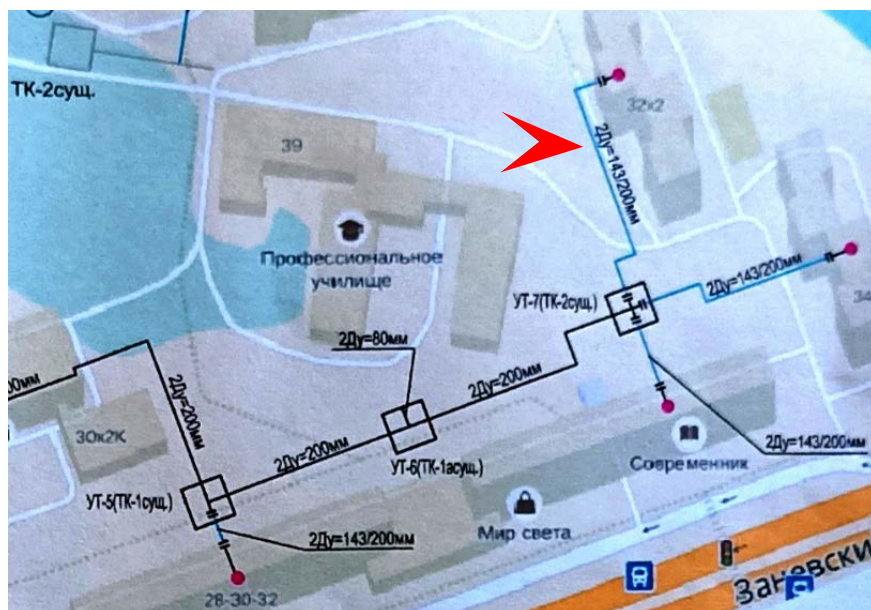 ТК-2сущ.
32к2
39
2Ду=143/200мм
Профессиональное
училище
2Ду=143/200мм
УТ-7(ТК-2сущ.)
34
2Ду=80мм
00мм
2Ду=200мм
2Ду=200мм
30к2К
2Ду=200мм
2Ду=143/200мм
УТ-6(ТК-1асущ.)
Современник
УТ-5(ТК-1сущ.)
Мир света
2Ду=143/200мм
Заневски
28-30-32